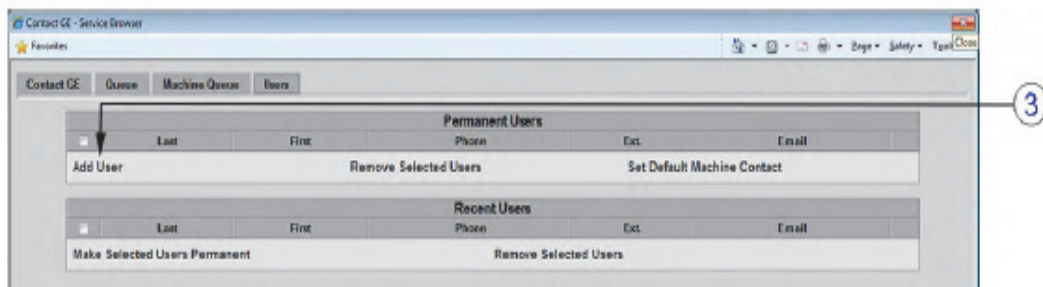 Contact GE - Service Browser
Favorites
Page Safety Tools Close
Contact GE Queue Machine Queue Users
3
Permanent Users
Last First Phone Ext. Email
Add User Remove Selected Users Set Default Machine Contact
Recent Users
Last First Phone Ext. Email
Make Selected Users Permanent Remove Selected Users